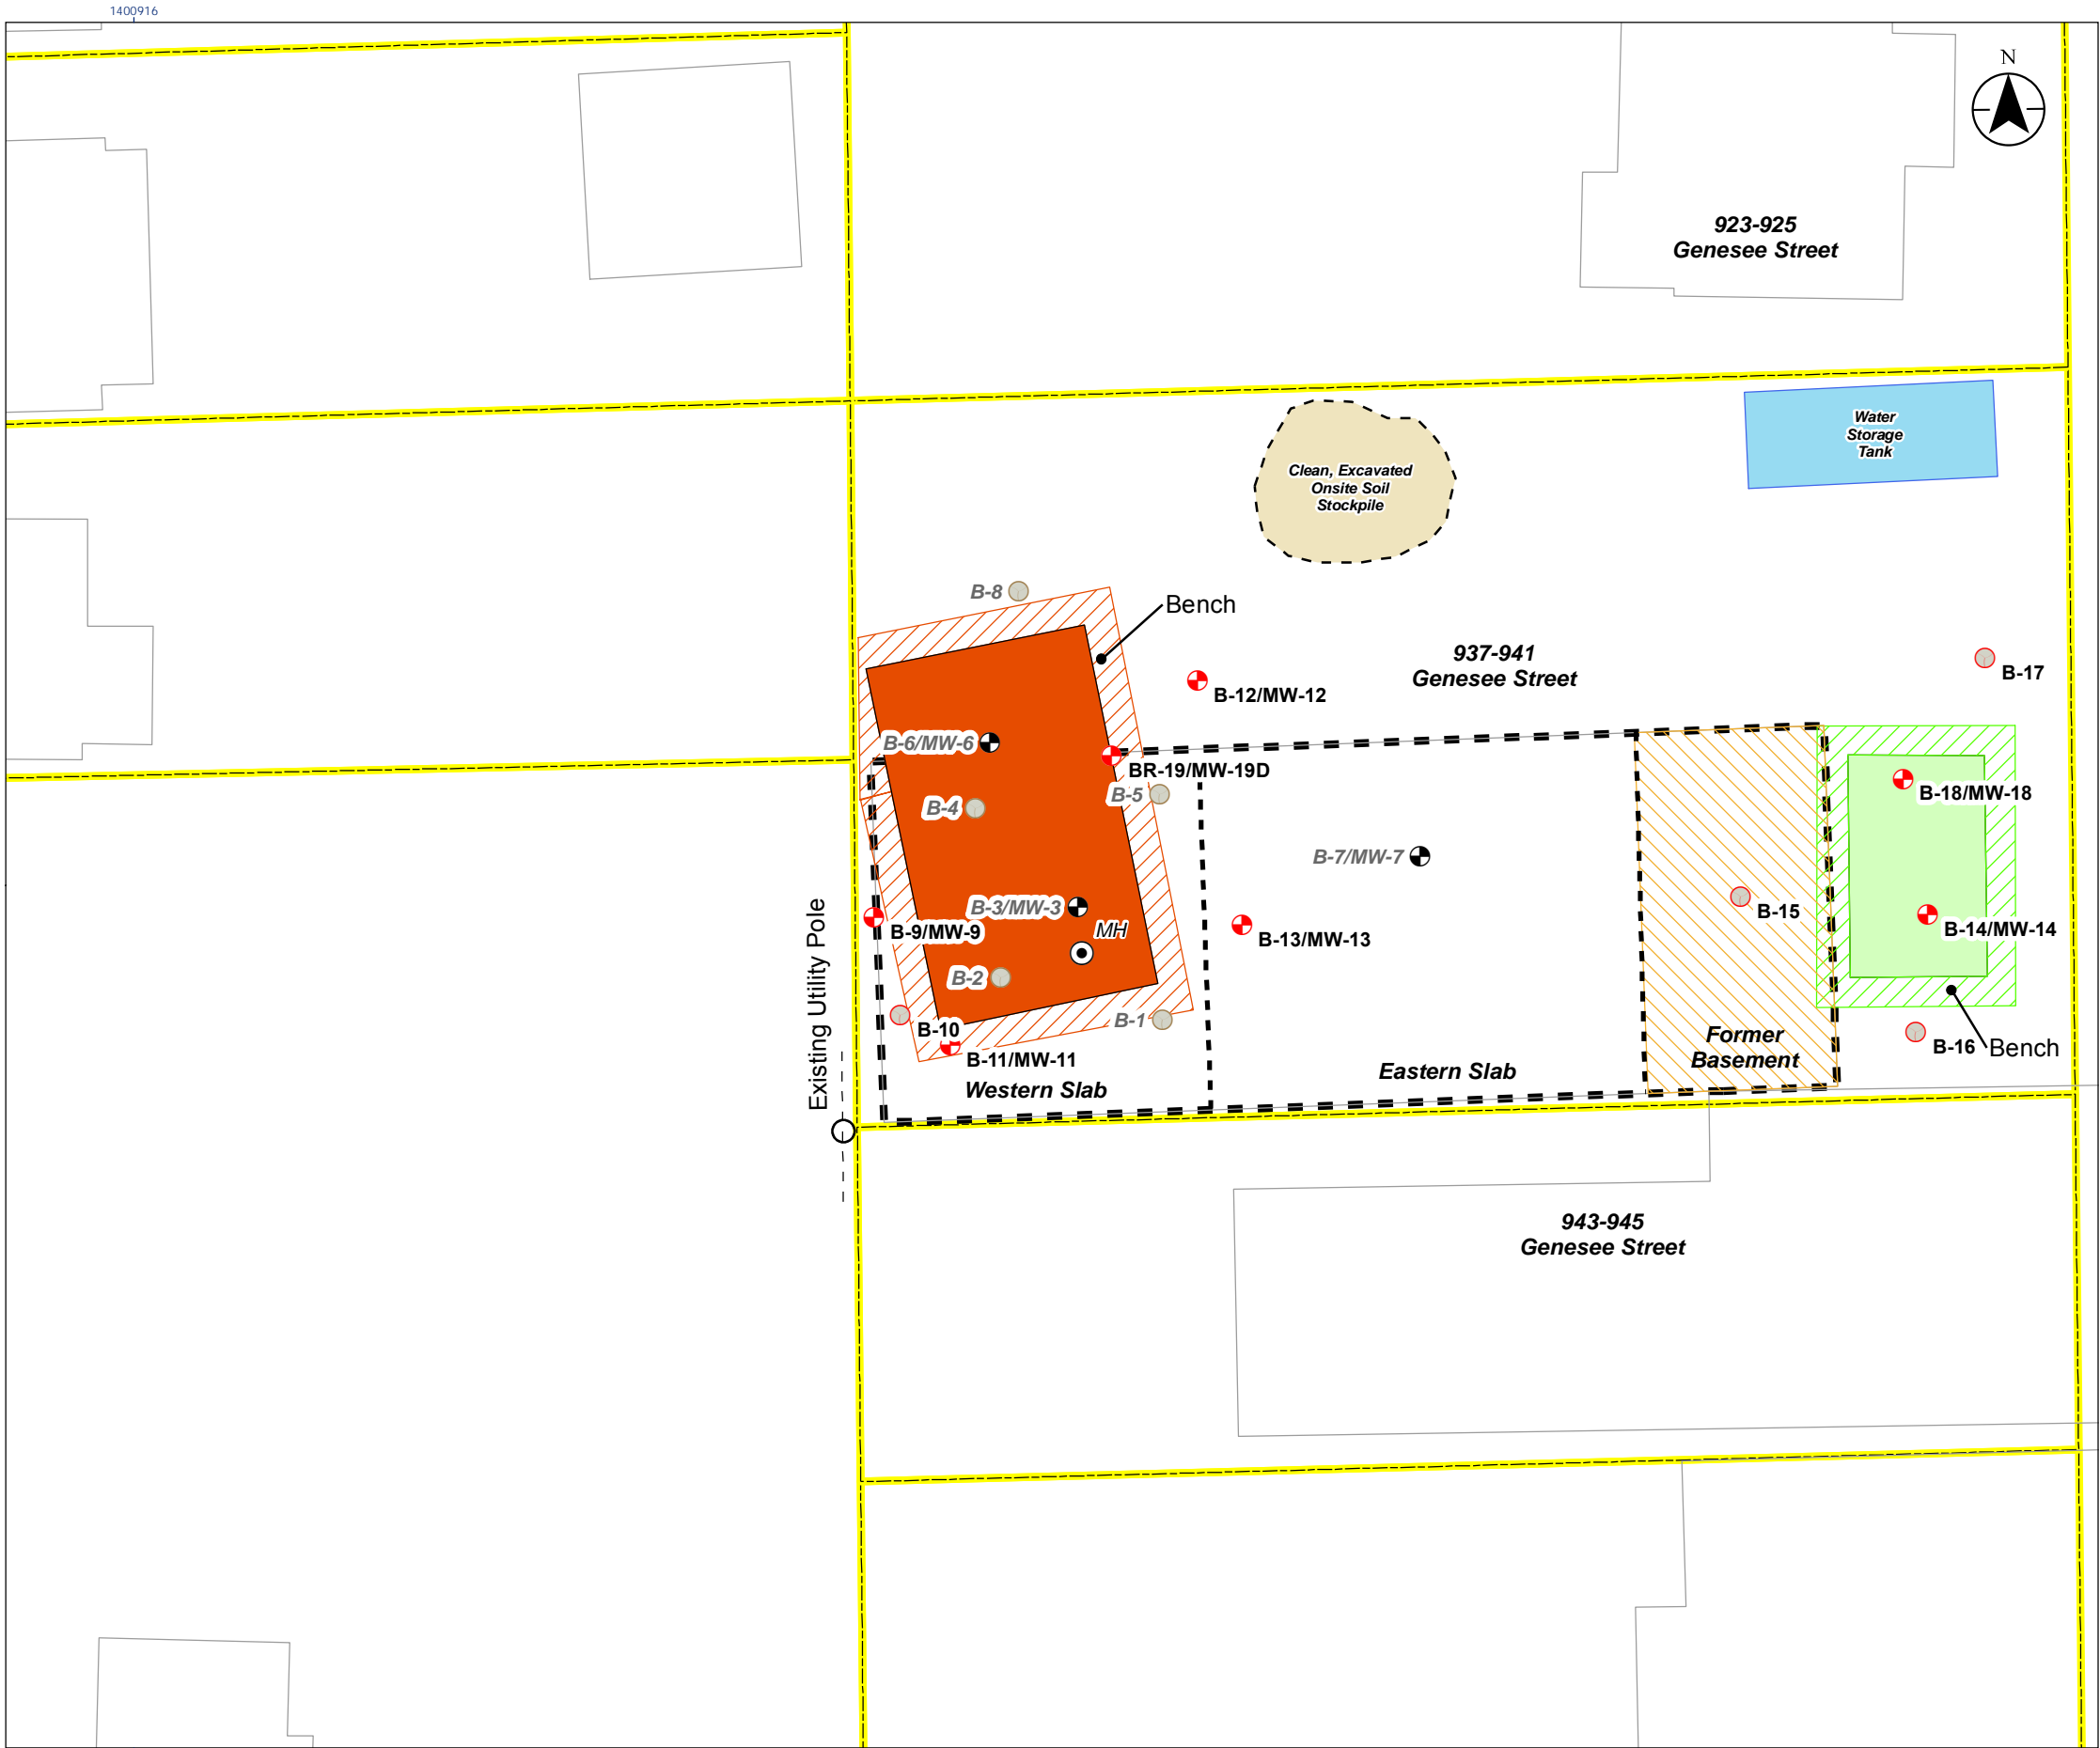 1400916
N
923-925
Genesee Street
Water
Storage
Tank
Clean, Excavated
Onsite Soil
Stockpile
B-8
Bench
937-941
Genesee Street
B-17
B-12/MW-12
B-6/MW-6
BR-19/MW-19D
B-5
B-18/MW-18
B-4
B-7/MW-7
B-3/MW-3
B-15
B-9/MW-9
MH
B-13/MW-13
B-14/MW-14
B-2
Existing Utility Pole
B-10
B-1
Former
Basement
B-16
Bench
B-11/MW-11
Western Slab
Eastern Slab
943-945
Genesee Street